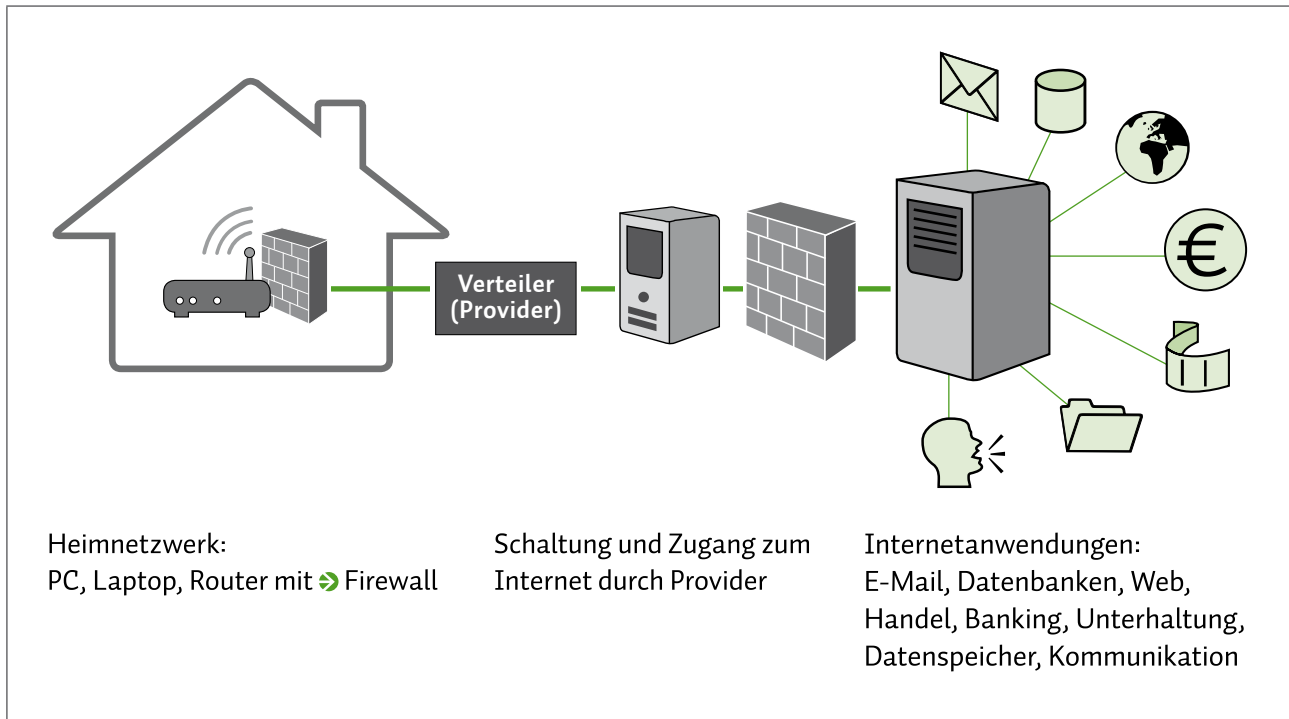 Verteiler
(Provider)
Heimnetzwerk:
PC, Laptop, Router mit ➔ Firewall
Schaltung und Zugang zum
Internet durch Provider
Internetanwendungen:
E-Mail, Datenbanken, Web,
Handel, Banking, Unterhaltung,
Datenspeicher, Kommunikation